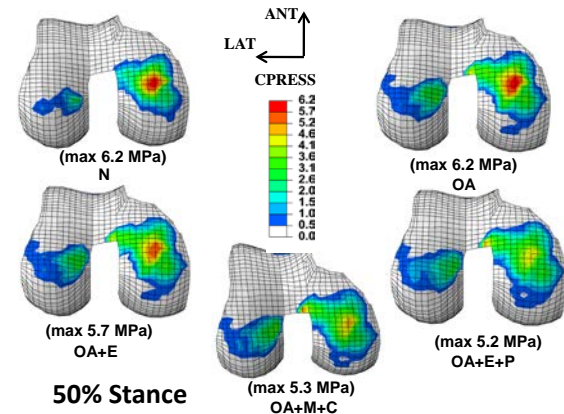 ANT
LAT
CPRESS
6.2
5.7
5.2
4.6
4.1
3.6
3.1
2.6
2.0
1.5
1.0
0.5
0.0
(max 6.2 MPa)
N
(max 6.2 MPa)
OA
(max 5.7 MPa)
OA+E
(max 5.3 MPa)
OA+M+C
(max 5.2 MPa)
OA+E+P
50% Stance